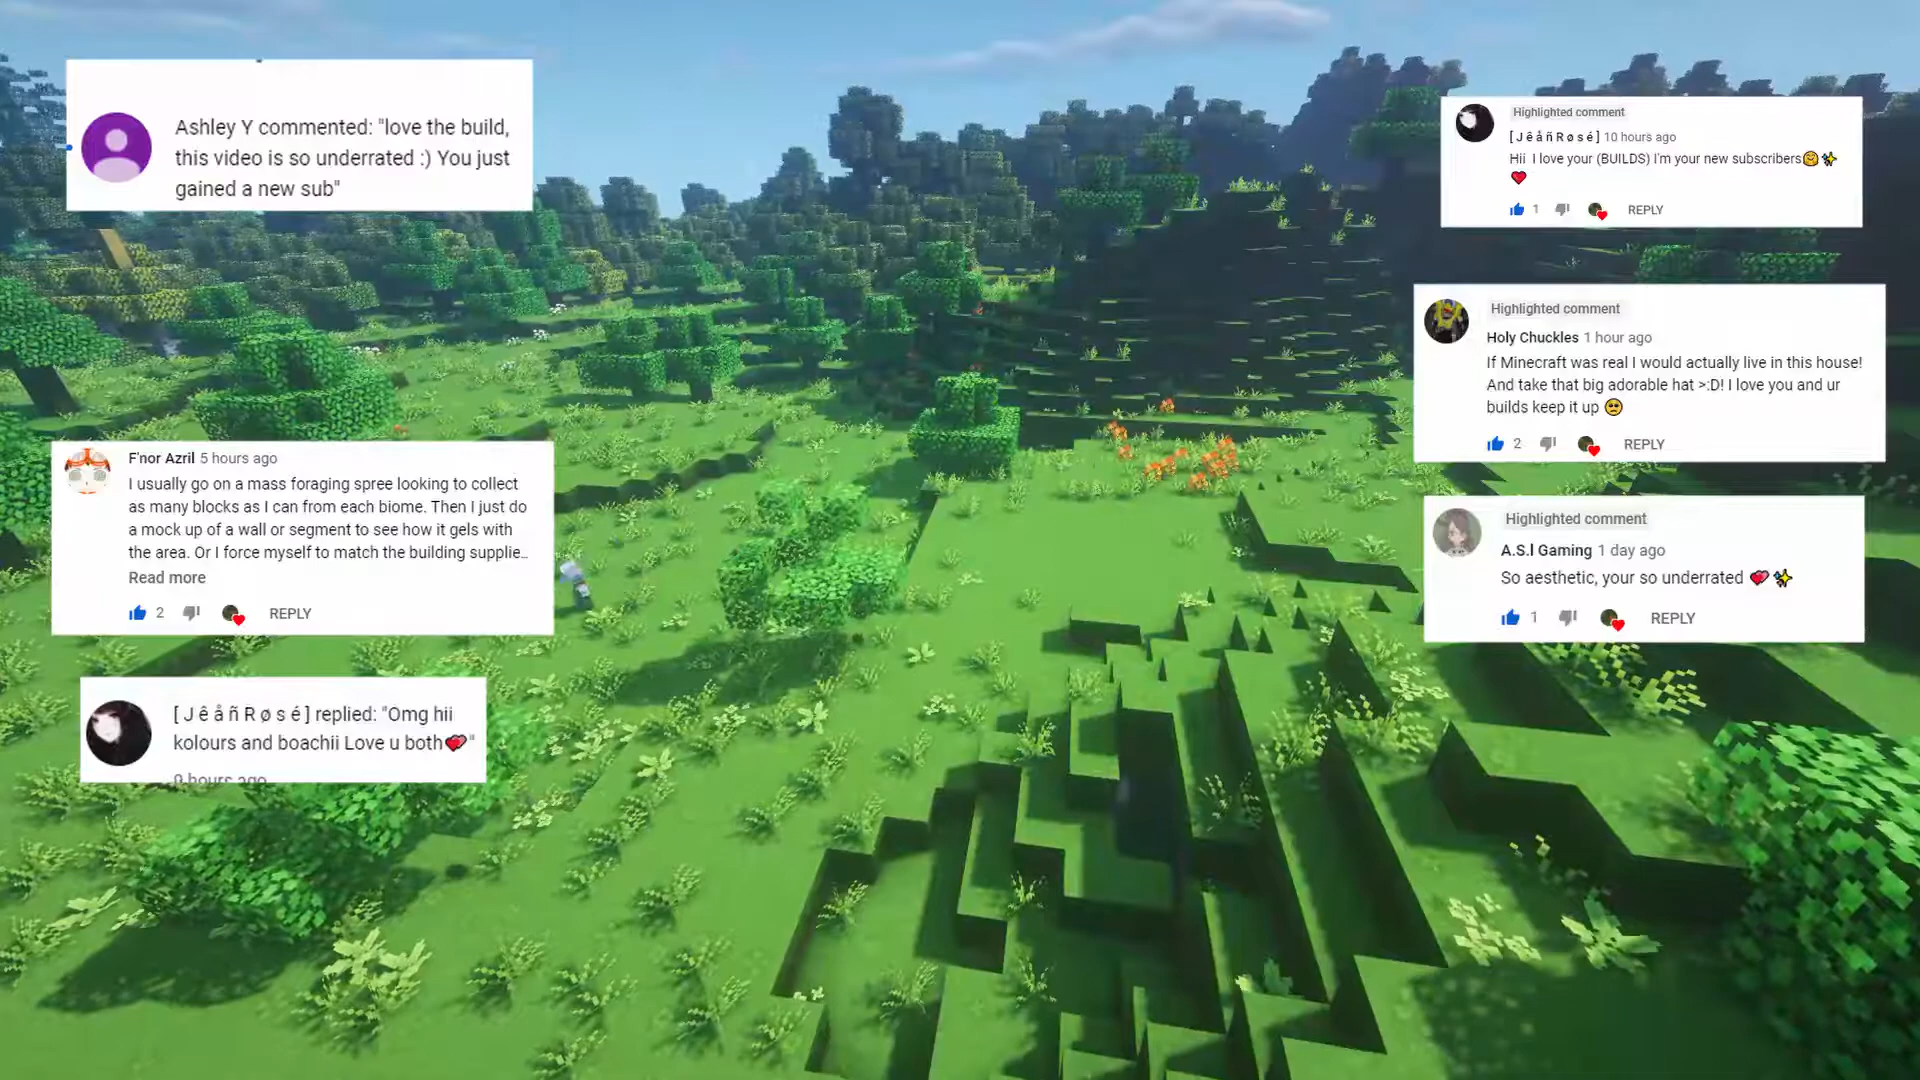 Ashley Y commented: "love the build,
this video is so underrated :) You just
gained a new sub"
F'nor Azril 5 hours ago
I usually go on a mass foraging spree looking to collect
as many blocks as I can from each biome. Then I just do
a mock up of a wall or segment to see how it gels with
the area. Or I force myself to match the building supplie...
Read more
2 REPLY
[ J ê å ñ R ø s é ] replied: "Omg hii
kolours and boachii Love u both💕"
9 hours ago
Highlighted comment
[ J ê å ñ R ø s é ] 10 hours ago
Hii I love your (BUILDS) I'm your new subscribers🤗✨
❤️
1 REPLY
Highlighted comment
Holy Chuckles 1 hour ago
If Minecraft was real I would actually live in this house!
And take that big adorable hat >:D! I love you and ur
builds keep it up 🥺
2 REPLY
Highlighted comment
A.S.l Gaming 1 day ago
So aesthetic, your so underrated 💕✨
1 REPLY